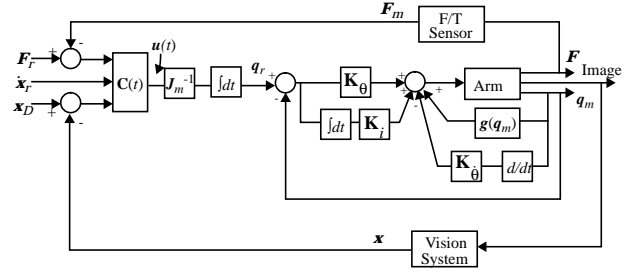 F_m
F/T
Sensor
F
Image
q_m
F_r
+
-
u(t)
ẋ_r
C(t)
J_m^-1
∫dt
q_r
+
-
K_θ
+
+
-
+
Arm
∫dt
K_i
g(q_m)
K_θ̇
d/dt
x_D
+
-
x
Vision
System